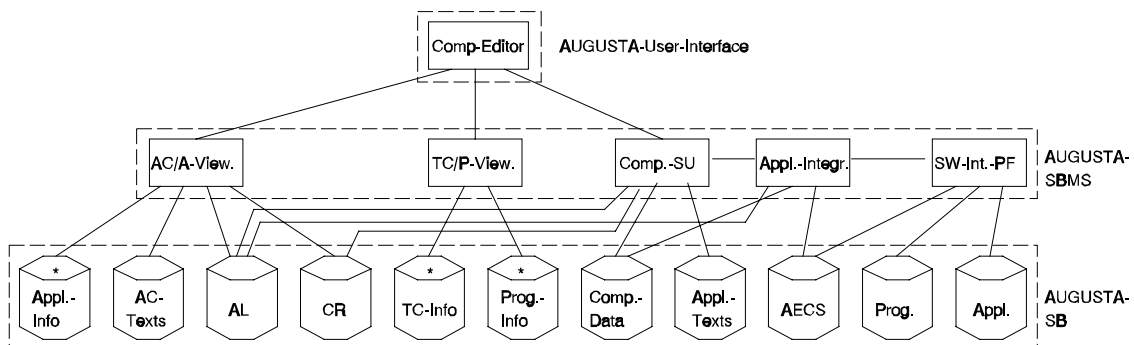 Comp-Editor
AUGUSTA-User-Interface
AC/A-View.
TC/P-View.
Comp.-SU
Appl.-Integr.
SW-Int.-PF
AUGUSTA-
SBMS
*
*
*
Appl.-
Info
AC-
Texts
AL
CR
TC-Info
Prog.-
Info
Comp.-
Data
Appl.-
Texts
AECS
Prog.
Appl.
AUGUSTA-
SB